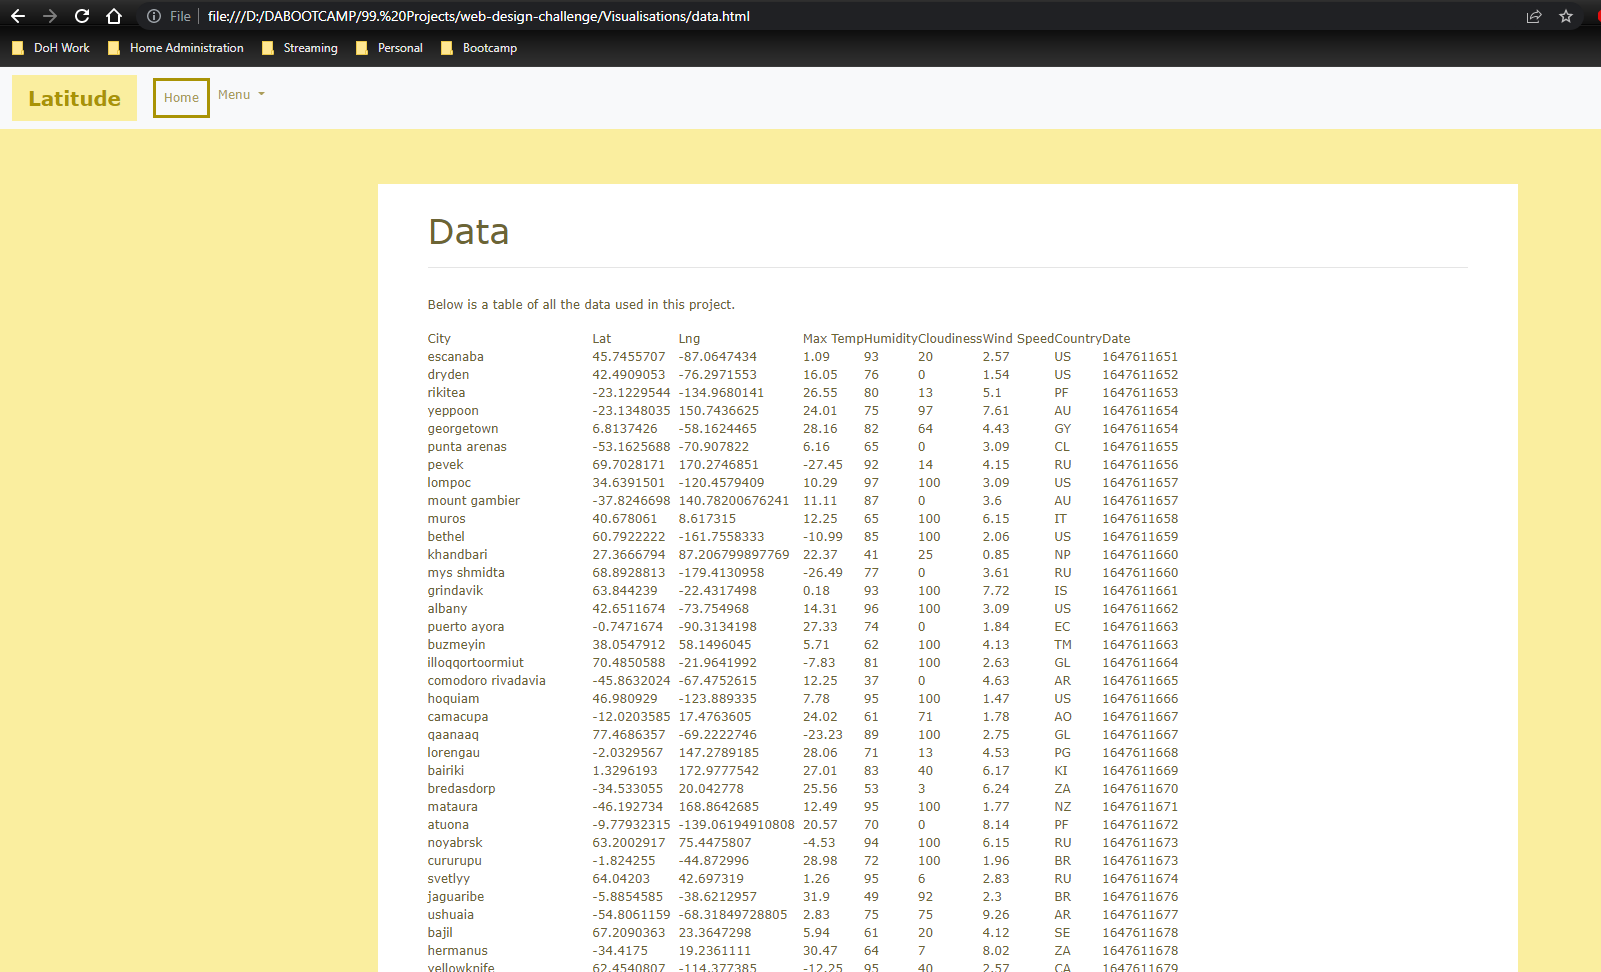 File file:///D:/DABOOTCAMP/99.%20Projects/web-design-challenge/Visualisations/data.html
DoH Work Home Administration Streaming Personal Bootcamp
Latitude Home Menu
Data
Below is a table of all the data used in this project.
City Lat Lng Max Temp Humidity Cloudiness Wind Speed Country Date
escanaba 45.7455707 -87.0647434 1.09 93 20 2.57 US 1647611651
dryden 42.4909053 -76.2971553 16.05 76 0 1.54 US 1647611652
rikitea -23.1229544 -134.9680141 26.55 80 13 5.1 PF 1647611653
yeppoon -23.1348035 150.7436625 24.01 75 97 7.61 AU 1647611654
georgetown 6.8137426 -58.1624465 28.16 82 64 4.43 GY 1647611654
punta arenas -53.1625688 -70.907822 6.16 65 0 3.09 CL 1647611655
pevek 69.7028171 170.2746851 -27.45 92 14 4.15 RU 1647611656
lompoc 34.6391501 -120.4579409 10.29 97 100 3.09 US 1647611657
mount gambier -37.8246698 140.78200676241 11.11 87 0 3.6 AU 1647611657
muros 40.678061 8.617315 12.25 65 100 6.15 IT 1647611658
bethel 60.7922222 -161.7558333 -10.99 85 100 2.06 US 1647611659
khandbari 27.3666794 87.206799897769 22.37 41 25 0.85 NP 1647611660
mys shmidta 68.8928813 -179.4130958 -26.49 77 0 3.61 RU 1647611660
grindavik 63.844239 -22.4317498 0.18 93 100 7.72 IS 1647611661
albany 42.6511674 -73.754968 14.31 96 100 3.09 US 1647611662
puerto ayora -0.7471674 -90.3134198 27.33 74 0 1.84 EC 1647611663
buzmeyin 38.0547912 58.1496045 5.71 62 100 4.13 TM 1647611663
illoqqortoormiut 70.4850588 -21.9641992 -7.83 81 100 2.63 GL 1647611664
comodoro rivadavia -45.8632024 -67.4752615 12.25 37 0 4.63 AR 1647611665
hoquiam 46.980929 -123.889335 7.78 95 100 1.47 US 1647611666
camacupa -12.0203585 17.4763605 24.02 61 71 1.78 AO 1647611667
qaanaaq 77.4686357 -69.2222746 -23.23 89 100 2.75 GL 1647611667
lorengau -2.0329567 147.2789185 28.06 71 13 4.53 PG 1647611668
bairiki 1.3296193 172.9777542 27.01 83 40 6.17 KI 1647611669
bredasdorp -34.533055 20.042778 25.56 53 3 6.24 ZA 1647611670
mataura -46.192734 168.8642685 12.49 95 100 1.77 NZ 1647611671
atuona -9.77932315 -139.06194910808 20.57 70 0 8.14 PF 1647611672
noyabrsk 63.2002917 75.4475807 -4.53 94 100 6.15 RU 1647611673
cururupu -1.824255 -44.872996 28.98 72 100 1.96 BR 1647611673
svetlyy 64.04203 42.697319 1.26 95 6 2.83 RU 1647611674
jaguaribe -5.8854585 -38.6212957 31.9 49 92 2.3 BR 1647611676
ushuaia -54.8061159 -68.31849728805 2.83 75 75 9.26 AR 1647611677
bajil 67.2090363 23.3647298 5.94 61 20 4.12 SE 1647611678
hermanus -34.4175 19.2361111 30.47 64 7 8.02 ZA 1647611678
yellowknife 62.4540807 -114.377385 -12.25 95 40 2.57 CA 1647611679